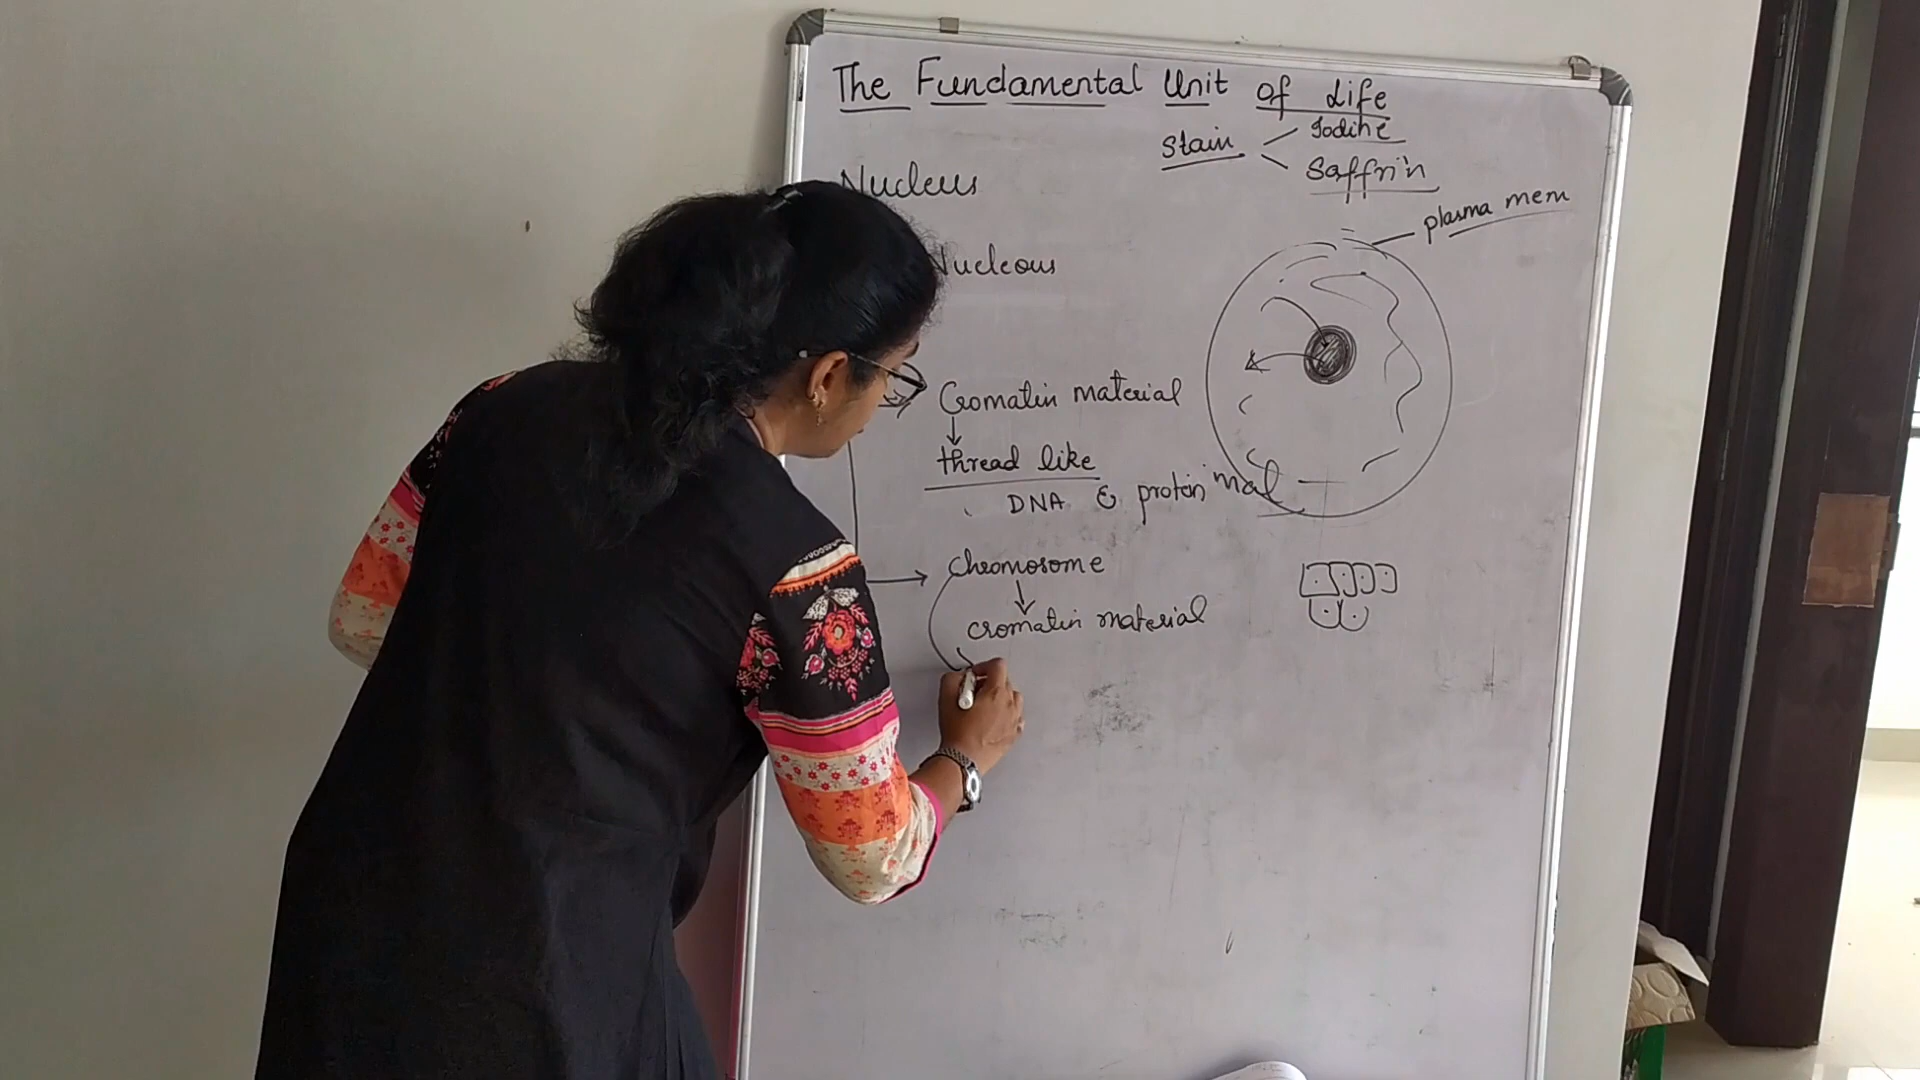 The Fundamental Unit of Life
Stain
Iodine
Saffrin
Nucleus
plasma mem
Nucleous
Cromatin material
thread like
DNA & protein mal
Chromosome
cromatin material